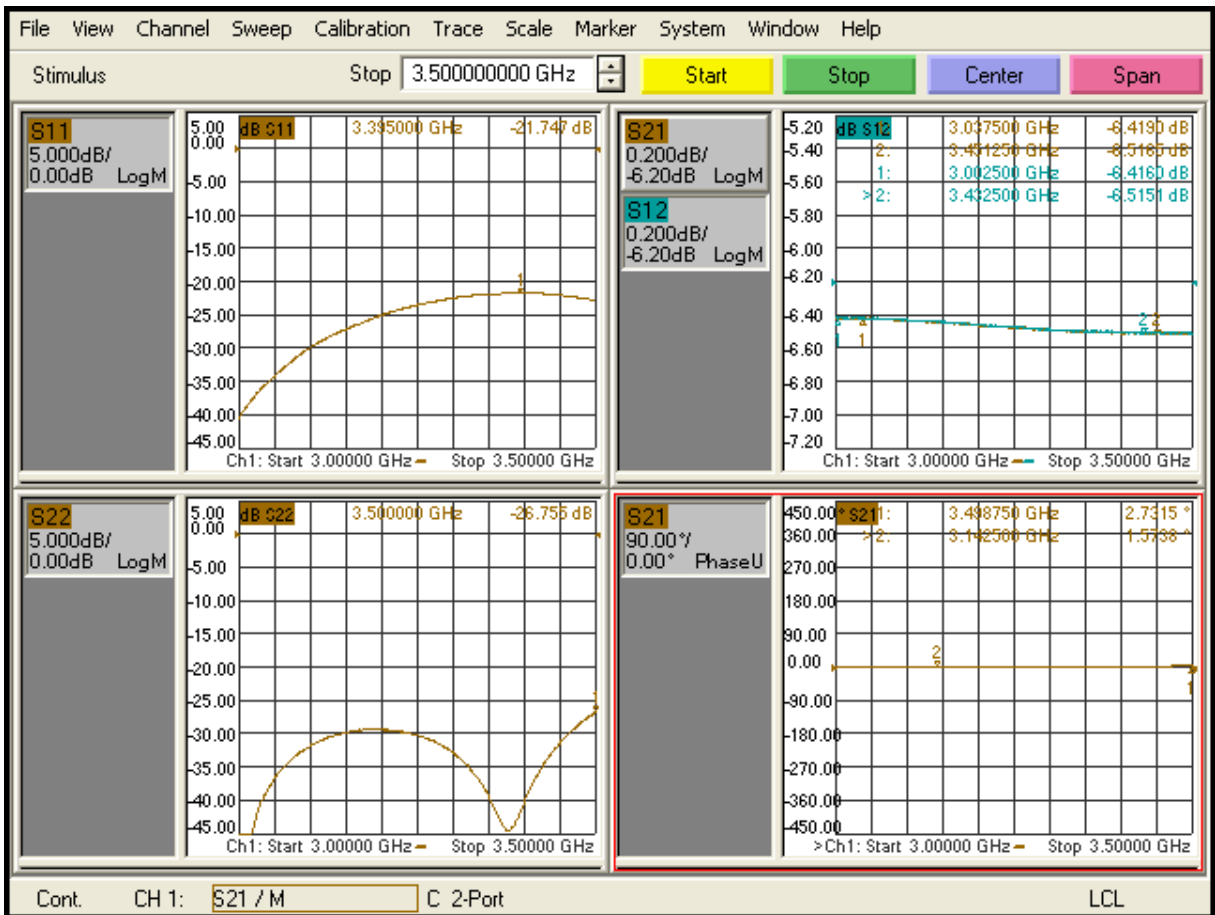 File View Channel Sweep Calibration Trace Scale Marker System Window Help
Stimulus Stop 3.500000000 GHz Start Stop Center Span
S11
5.000dB/
0.00dB LogM
5.00 dB S11 3.395000 GHz -21.747 dB
0.00
-5.00
-10.00
-15.00
-20.00
1
-25.00
-30.00
-35.00
-40.00
-45.00
Ch1: Start 3.00000 GHz Stop 3.50000 GHz
S21
0.200dB/
-6.20dB LogM
S12
0.200dB/
-6.20dB LogM
-5.20 dB S12 3.037500 GHz -6.4190 dB
-5.40 2: 3.451250 GHz -6.5165 dB
1: 3.002500 GHz -6.4160 dB
-5.60
>2: 3.432500 GHz -6.5151 dB
-5.80
-6.00
-6.20
-6.40
2 2
1 1
-6.60
-6.80
-7.00
-7.20
Ch1: Start 3.00000 GHz Stop 3.50000 GHz
S22
5.000dB/
0.00dB LogM
5.00 dB S22 3.500000 GHz -26.755 dB
0.00
-5.00
-10.00
-15.00
-20.00
-25.00
-30.00
-35.00
-40.00
-45.00
Ch1: Start 3.00000 GHz Stop 3.50000 GHz
S21
90.00°/
0.00° PhaseU
450.00 ° S21 1: 3.498750 GHz 2.7315 °
360.00 >2: 3.142500 GHz 1.5738 °
270.00
180.00
90.00
2
0.00
1
-90.00
-180.00
-270.00
-360.00
-450.00
>Ch1: Start 3.00000 GHz Stop 3.50000 GHz
Cont. CH 1: S21 / M C 2-Port LCL